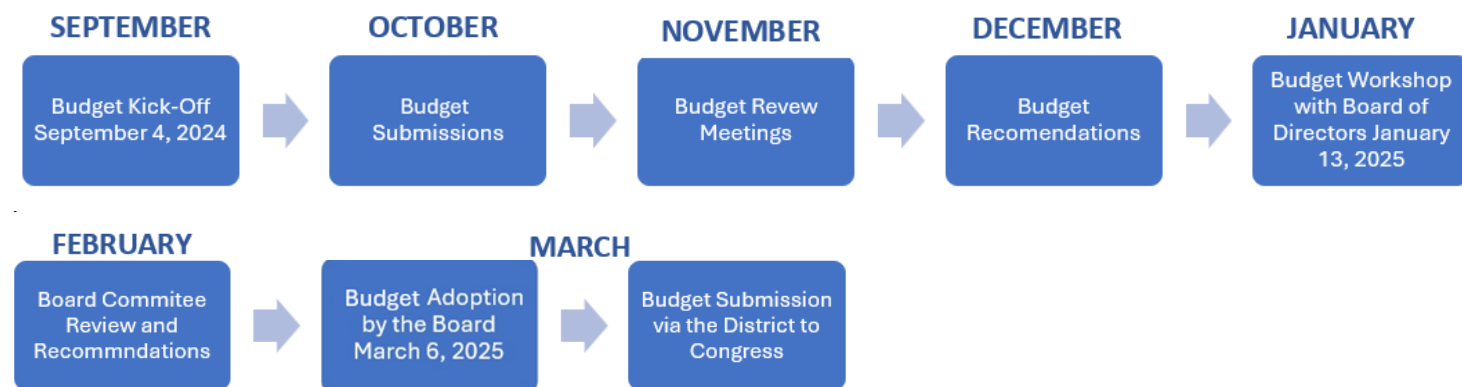 SEPTEMBER
Budget Kick-Off
September 4, 2024
OCTOBER
Budget
Submissions
NOVEMBER
Budget Revew
Meetings
DECEMBER
Budget
Recomendations
JANUARY
Budget Workshop
with Board of
Directors January
13, 2025
FEBRUARY
Board Commitee
Review and
Recommndations
MARCH
Budget Adoption
by the Board
March 6, 2025
Budget Submission
via the District to
Congress